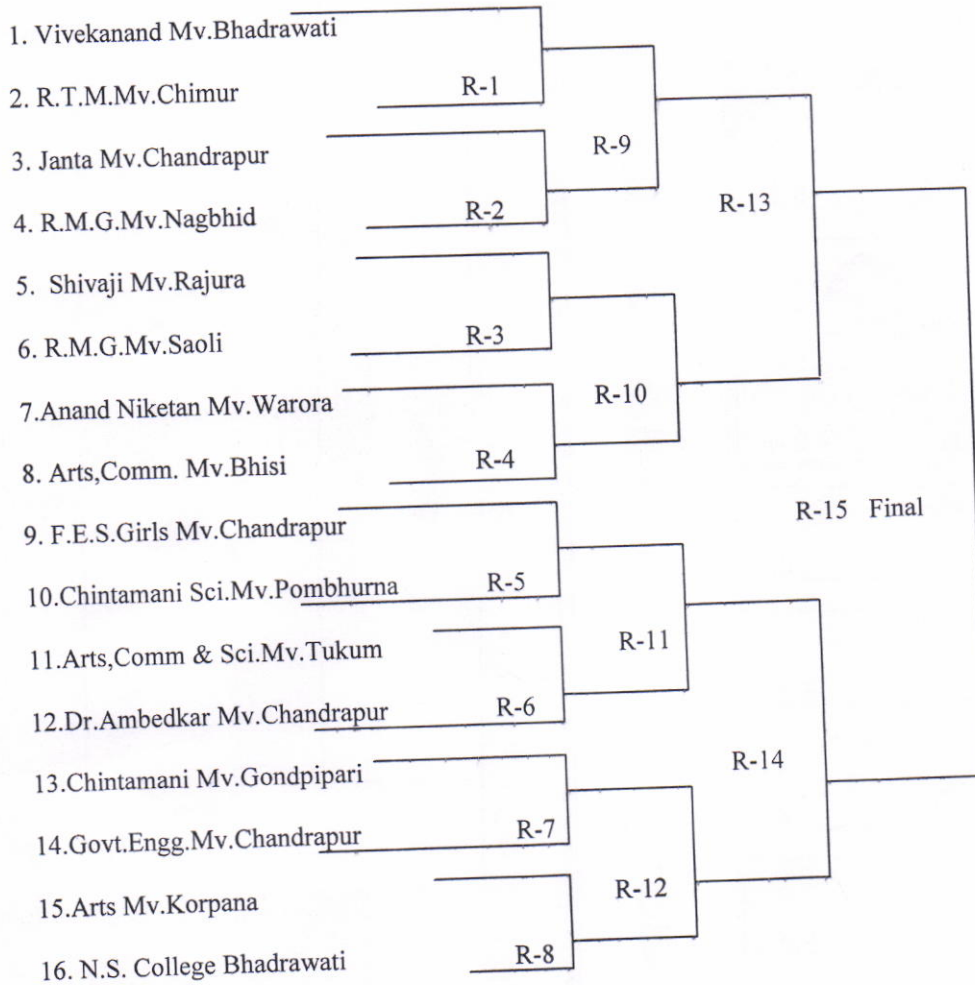 1. Vivekanand Mv.Bhadrawati
2. R.T.M.Mv.Chimur
R-1
3. Janta Mv.Chandrapur
R-9
4. R.M.G.Mv.Nagbhid
R-2
R-13
5. Shivaji Mv.Rajura
6. R.M.G.Mv.Saoli
R-3
7.Anand Niketan Mv.Warora
R-10
8. Arts,Comm. Mv.Bhisi
R-4
9. F.E.S.Girls Mv.Chandrapur
R-15 Final
10.Chintamani Sci.Mv.Pombhurna
R-5
11.Arts,Comm & Sci.Mv.Tukum
R-11
12.Dr.Ambedkar Mv.Chandrapur
R-6
13.Chintamani Mv.Gondpipari
R-14
14.Govt.Engg.Mv.Chandrapur
R-7
15.Arts Mv.Korpana
R-12
16. N.S. College Bhadrawati
R-8